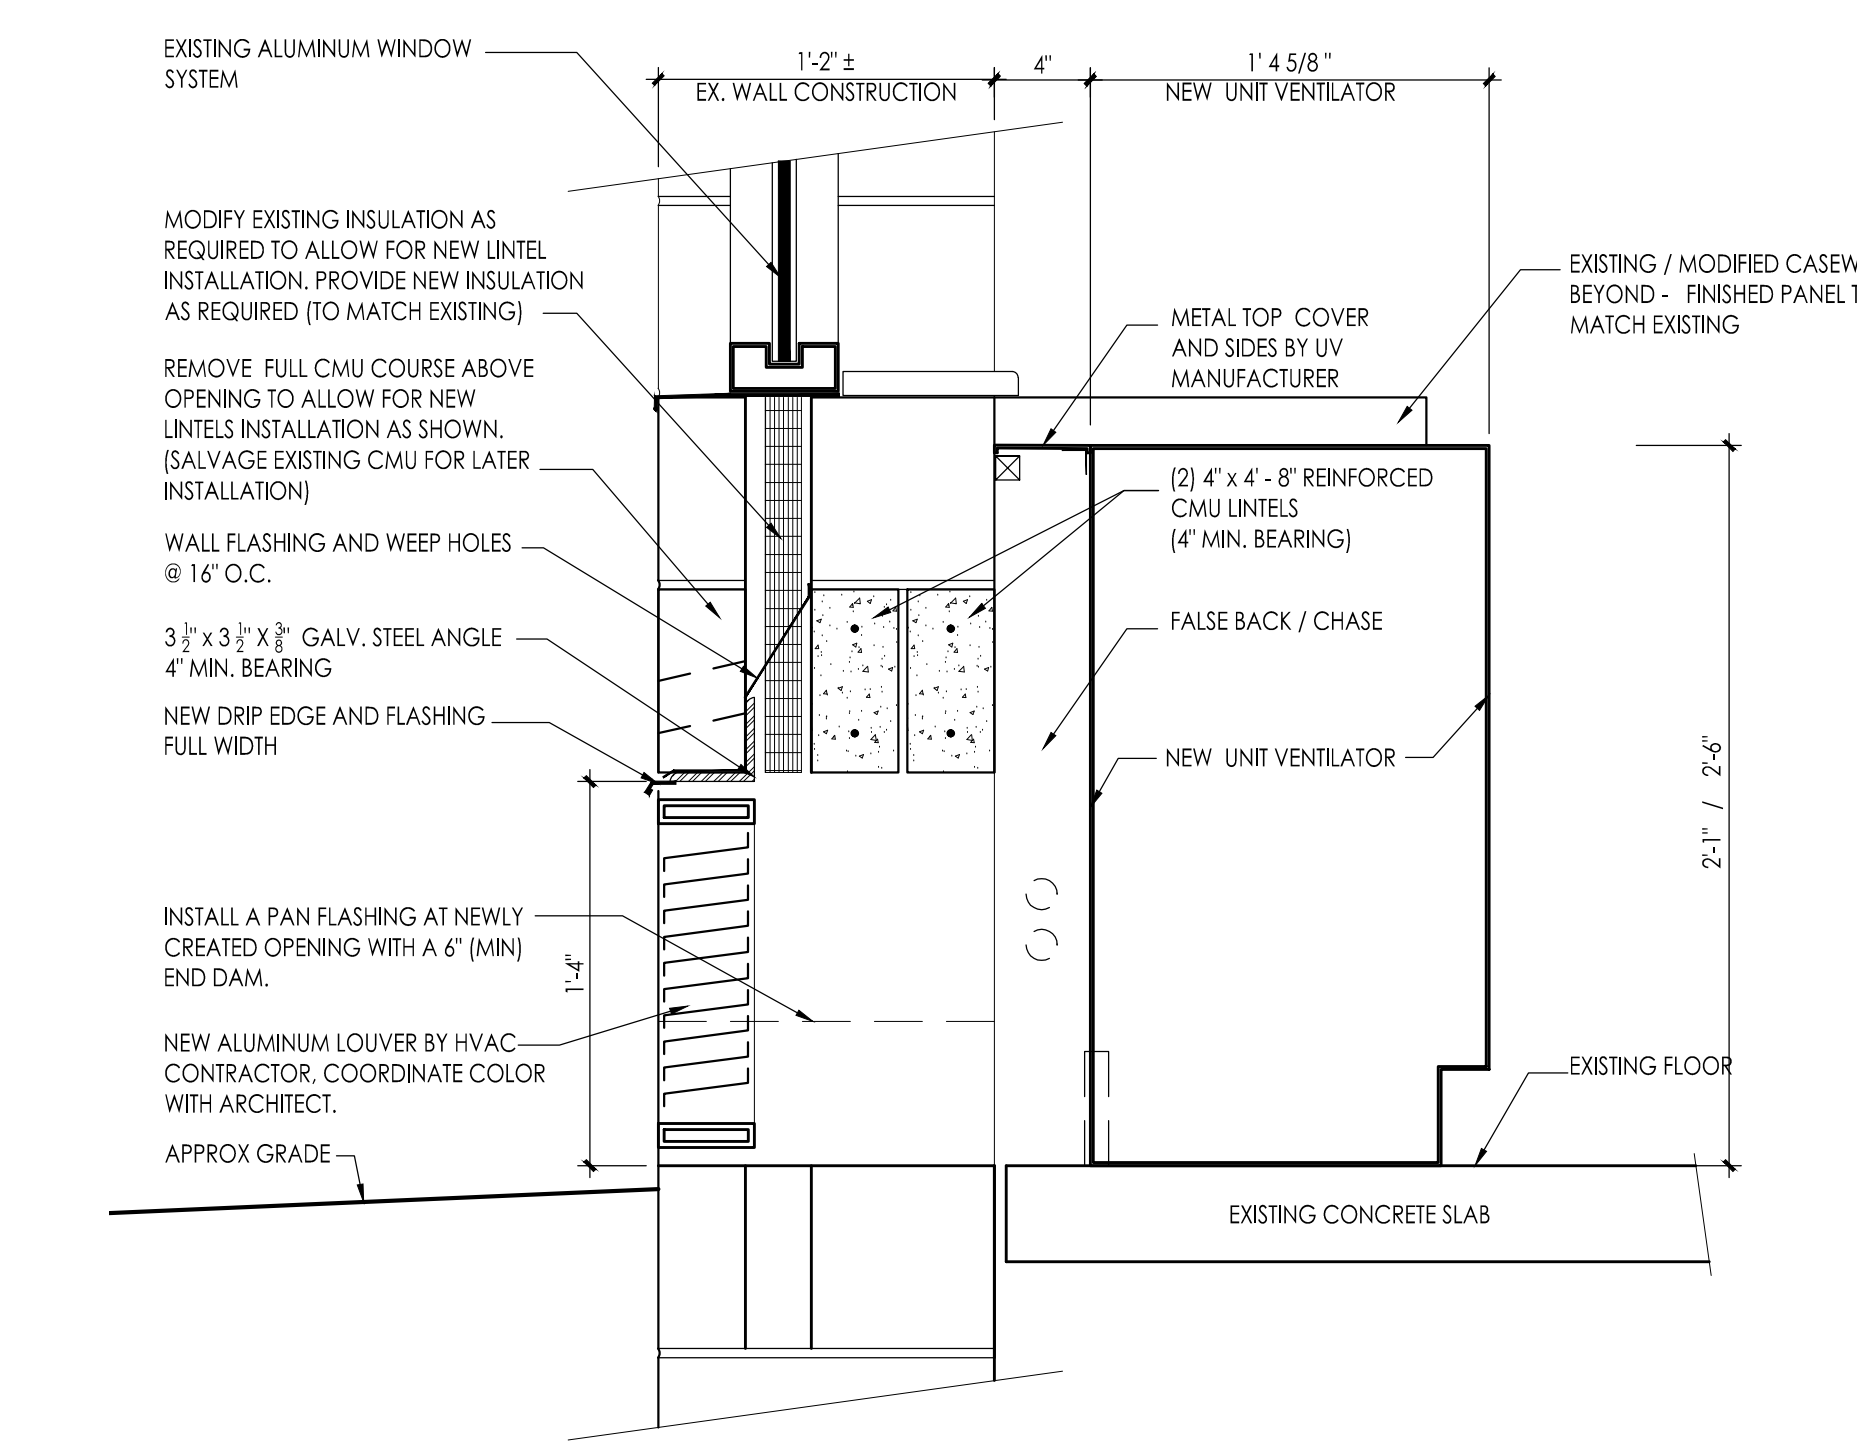 EXISTING ALUMINUM WINDOW
SYSTEM
1'-2" ±
EX. WALL CONSTRUCTION
4"
1' 4 5/8 "
NEW UNIT VENTILATOR
MODIFY EXISTING INSULATION AS
REQUIRED TO ALLOW FOR NEW LINTEL
INSTALLATION. PROVIDE NEW INSULATION
AS REQUIRED (TO MATCH EXISTING)
REMOVE FULL CMU COURSE ABOVE
OPENING TO ALLOW FOR NEW
LINTELS INSTALLATION AS SHOWN.
(SALVAGE EXISTING CMU FOR LATER
INSTALLATION)
WALL FLASHING AND WEEP HOLES
@ 16" O.C.
3 1/2" x 3 1/2" X 3/8" GALV. STEEL ANGLE
4" MIN. BEARING
NEW DRIP EDGE AND FLASHING
FULL WIDTH
INSTALL A PAN FLASHING AT NEWLY
CREATED OPENING WITH A 6" (MIN)
END DAM.
NEW ALUMINUM LOUVER BY HVAC
CONTRACTOR, COORDINATE COLOR
WITH ARCHITECT.
APPROX GRADE
1'-4"
METAL TOP COVER
AND SIDES BY UV
MANUFACTURER
(2) 4" x 4' - 8" REINFORCED
CMU LINTELS
(4" MIN. BEARING)
FALSE BACK / CHASE
NEW UNIT VENTILATOR
EXISTING / MODIFIED CASEW
BEYOND - FINISHED PANEL T
MATCH EXISTING
2'-1" / 2'-6"
EXISTING FLOOR
EXISTING CONCRETE SLAB